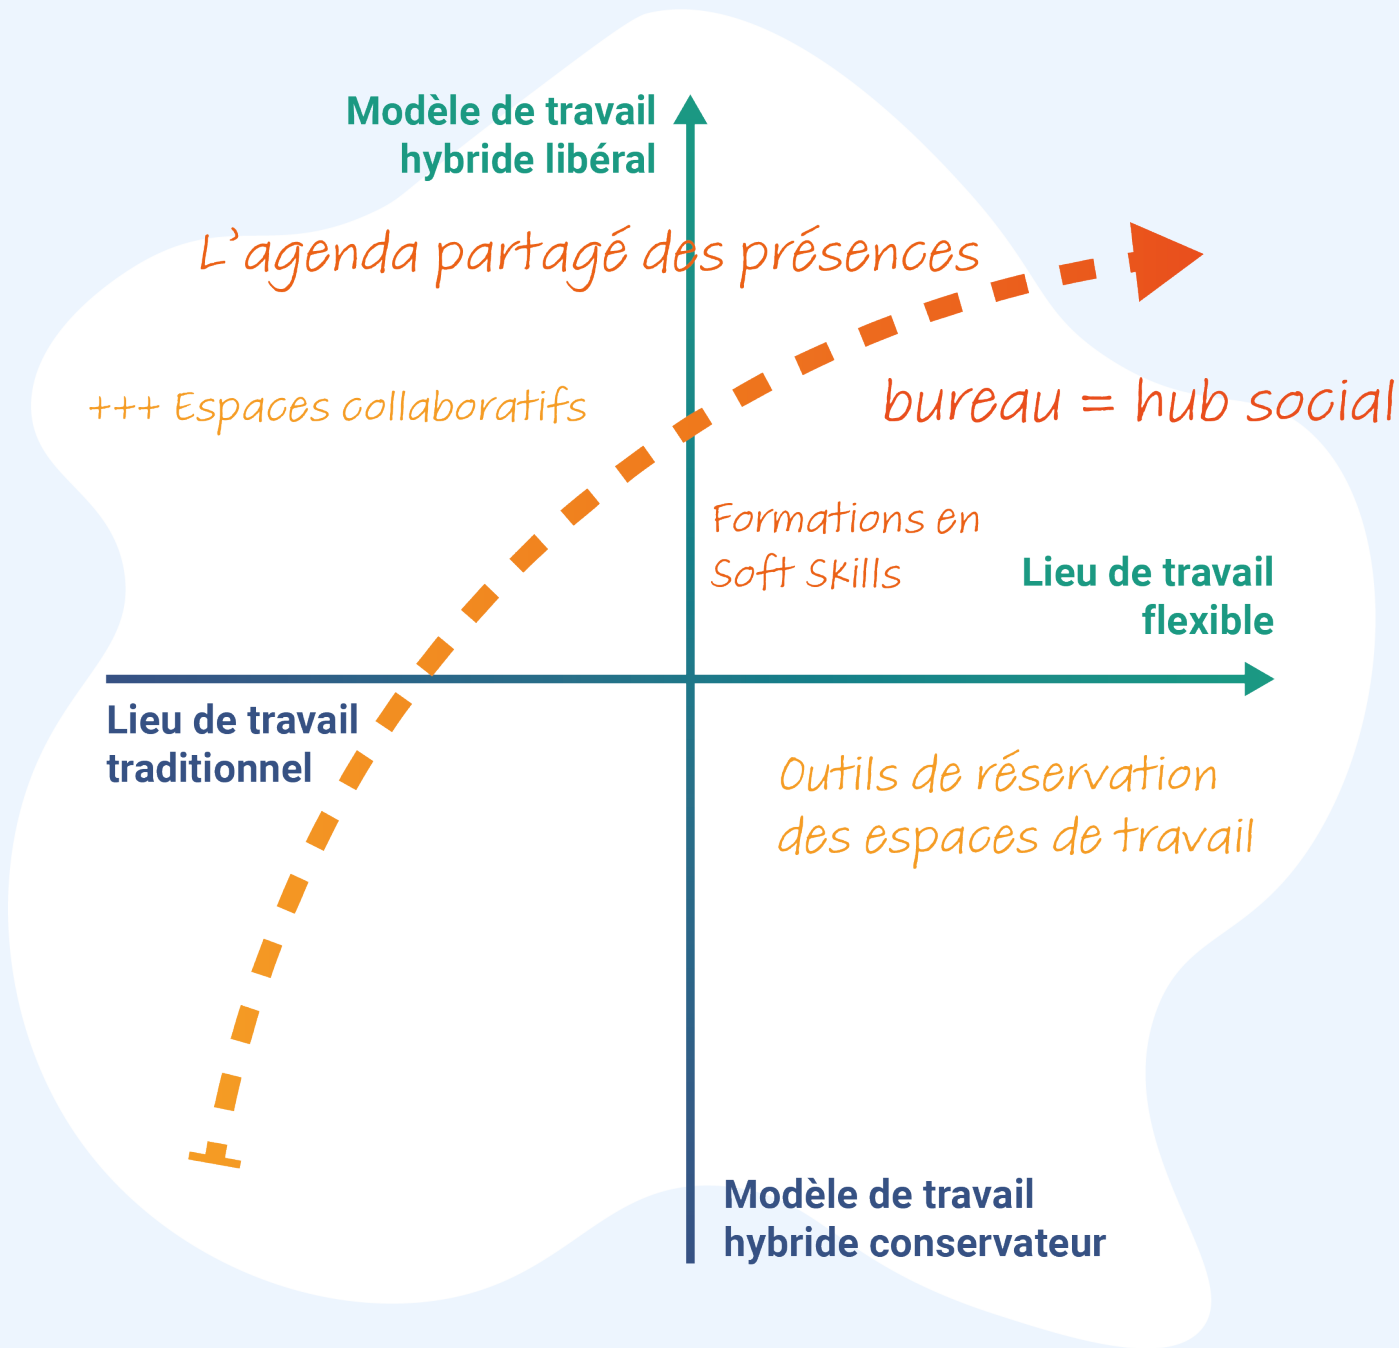 Modèle de travail
hybride libéral
L'agenda partagé des présences
+++ Espaces collaboratifs
bureau = hub social
Formations en
Soft Skills
Lieu de travail
flexible
Lieu de travail
traditionnel
Outils de réservation
des espaces de travail
Modèle de travail
hybride conservateur